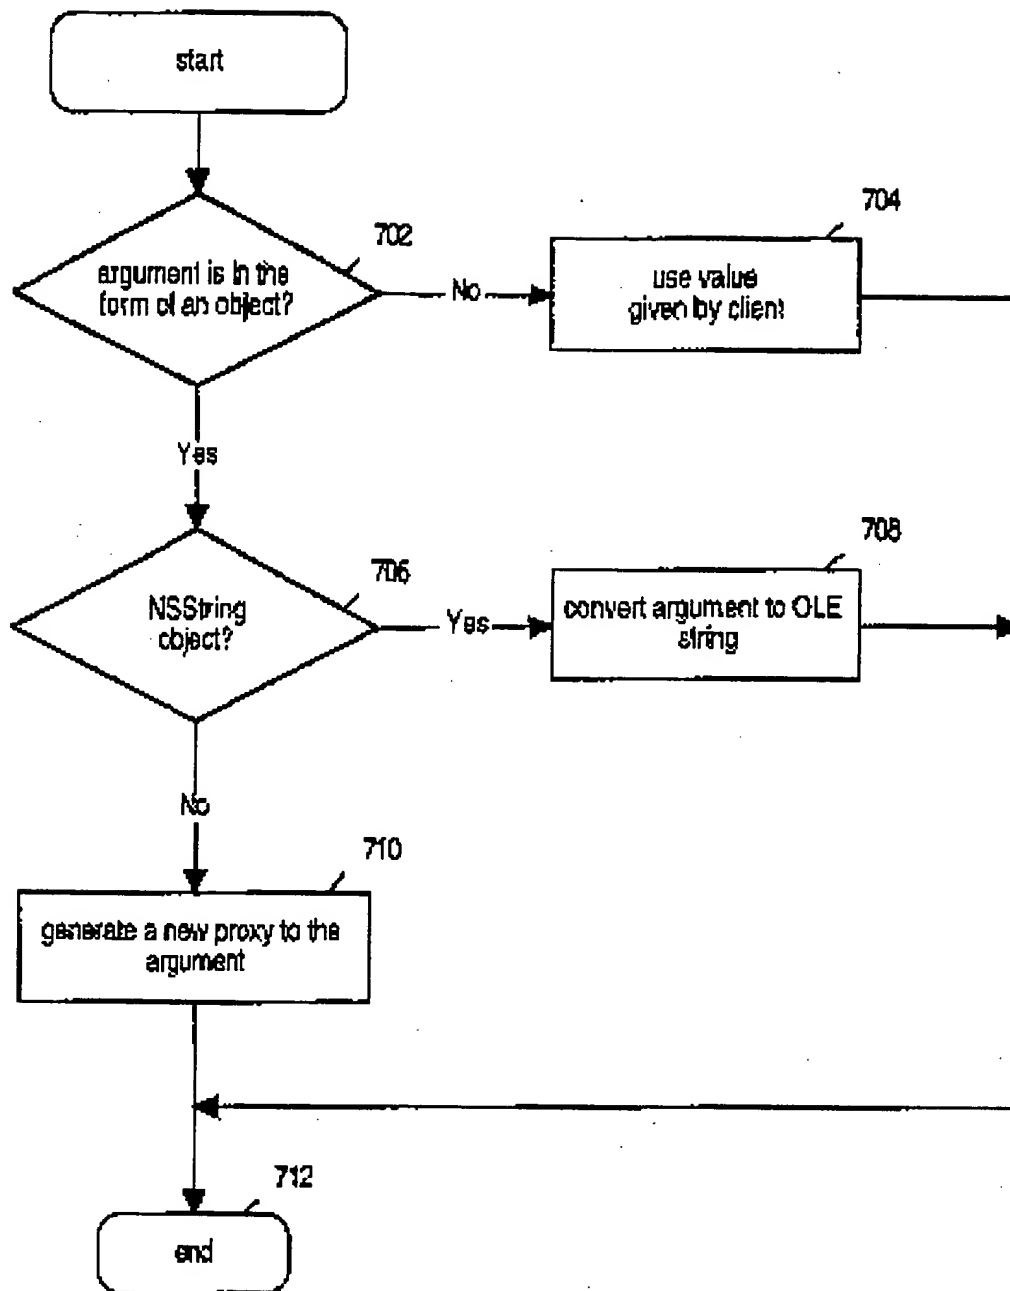 start
702
argument is in the
form of an object?
No
704
use value
given by client
Yes
706
NSString
object?
Yes
708
convert argument to OLE
string
No
710
generate a new proxy to the
argument
712
end